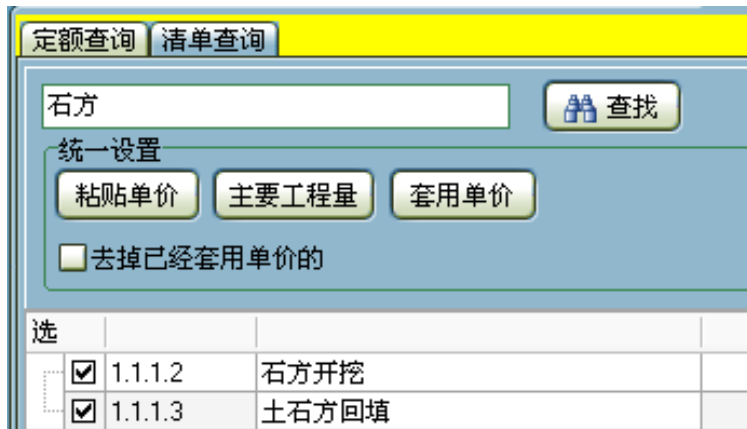 定额查询 清单查询
石方 查找
统一设置
粘贴单价 主要工程量 套用单价
去掉已经套用单价的
选
1.1.1.2 石方开挖
1.1.1.3 土石方回填